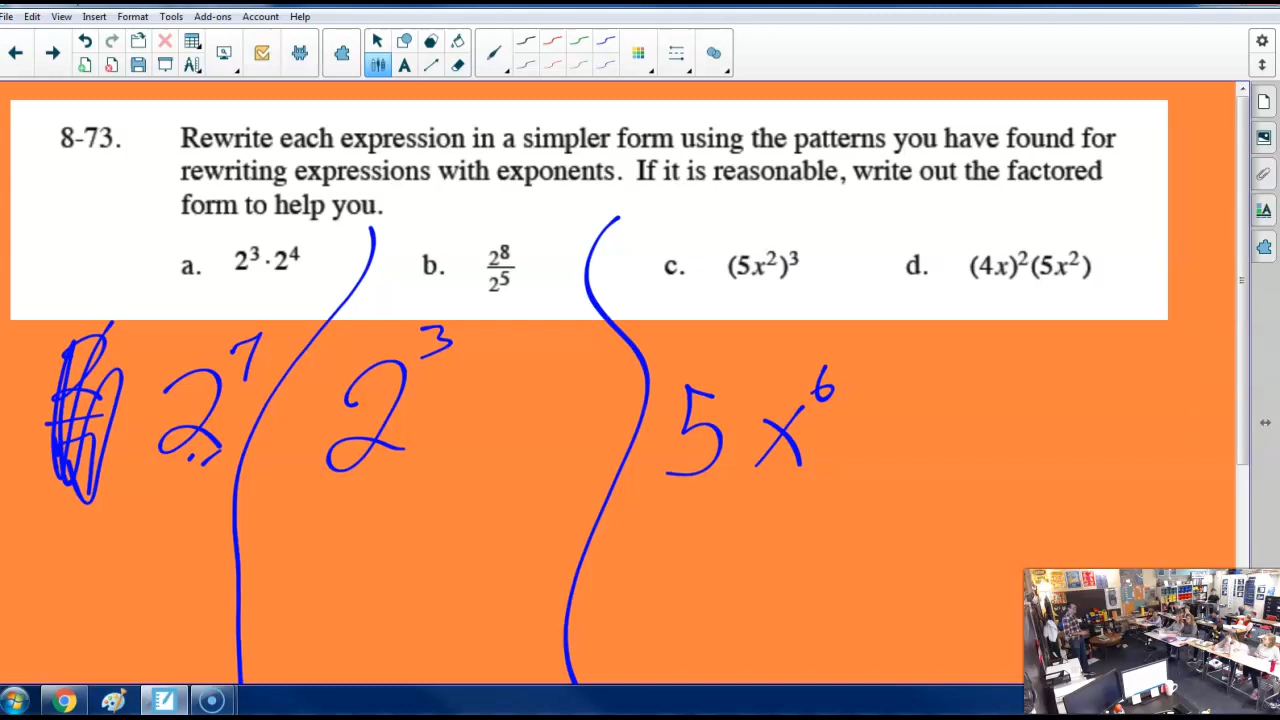 File Edit View Insert Format Tools Add-ons Account Help
8-73. Rewrite each expression in a simpler form using the patterns you have found for
rewriting expressions with exponents. If it is reasonable, write out the factored
form to help you.
a. 2³ · 2⁴ b. 2⁸/2⁵ c. (5x²)³ d. (4x)²(5x²)
2⁷ 2³ 5x⁶